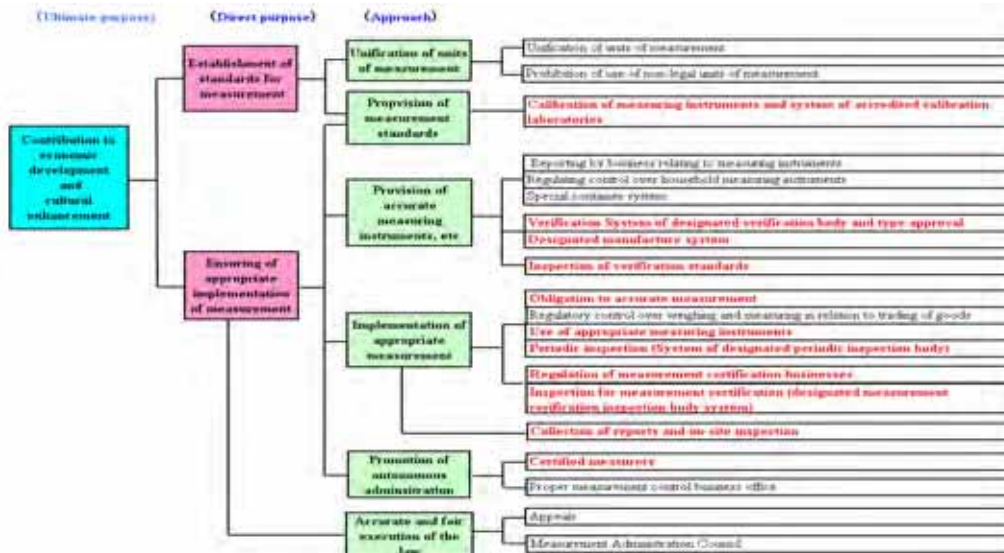 (Ultimate purpose)
(Direct purpose)
(Approach)
Contribution to
economic
development
and
cultural
enhancement
Establishment of
standards for
measurement
Ensuring of
appropriate
implementation
of measurement
Unification of units
of measurement
Propvision of
measurement
standards
Provision of
accurate
measuring
instruments, etc
Implementation of
appropriate
measurement
Promotion of
autonomous
administration
Accurate and fair
execution of the
law
Unification of units of measurement
Prohibition of use of non-legal units of measurement
Calibration of measuring instruments and system of accredited calibration
laboratories
Reporting by business relating to measuring instruments
Regulating control over household measuring instruments
Special container system
Verification System of designated verification body and type approval
Designated manufacture system
Inspection of verification standards
Obligation to accurate measurement
Regulatory control over weighing and measuring in relation to trading of goods
Use of appropriate measuring instruments
Periodic inspection (System of designated periodic inspection body)
Regulation of measurement certification businesses
Inspection for measurement certification (designated measurement
verification inspection body system)
Collection of reports and on-site inspection
Certified measurers
Proper measurement control business office
Appeals
Measurement Administration Council